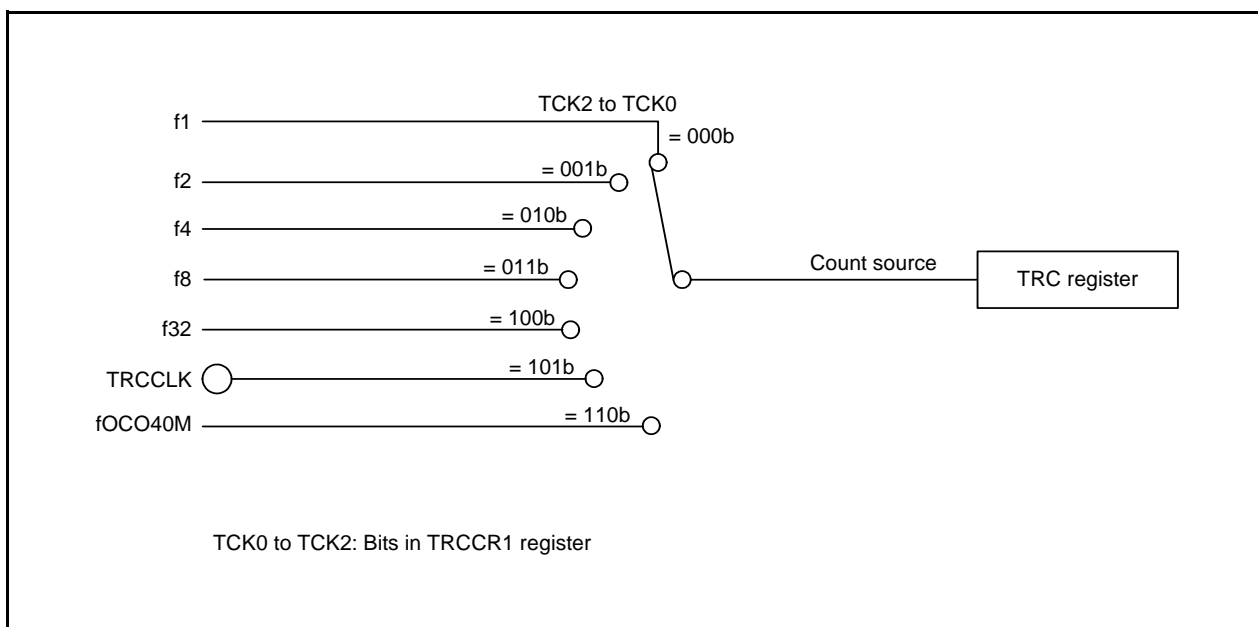 TCK2 to TCK0
f1
= 000b
f2
= 001b
f4
= 010b
f8
= 011b
Count source
TRC register
f32
= 100b
TRCCLK
= 101b
fOCO40M
= 110b
TCK0 to TCK2: Bits in TRCCR1 register